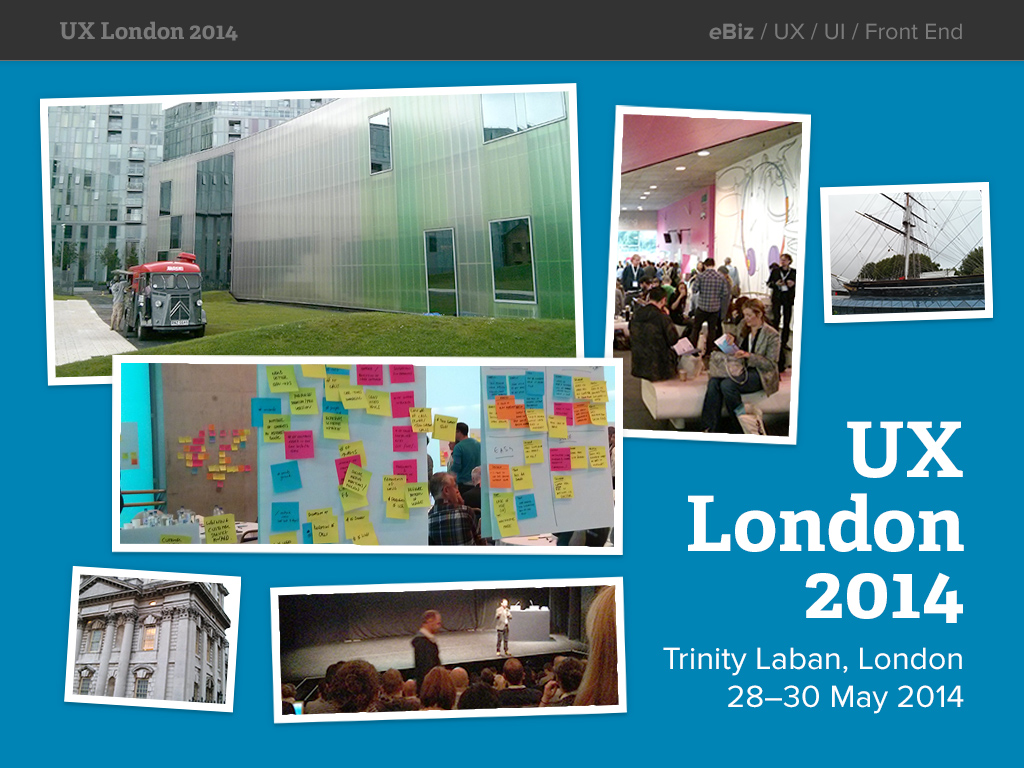 UX London 2014
eBiz / UX / UI / Front End
UX
London
2014
Trinity Laban, London
28–30 May 2014